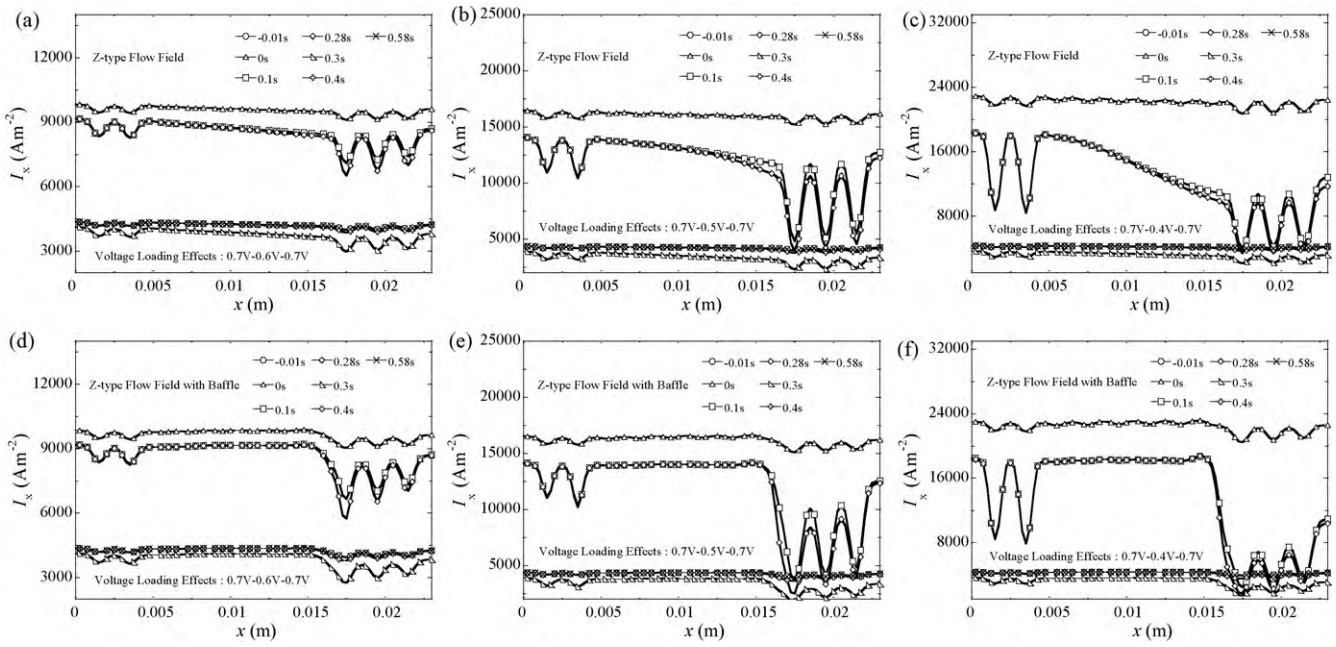 (a)
13000
12000
9000
6000
3000
I_x (Am^-2)
Z-type Flow Field
-0.01s 0.28s 0.58s
0s 0.3s
0.1s 0.4s
Voltage Loading Effects : 0.7V-0.6V-0.7V
0 0.005 0.01 0.015 0.02
x (m)
(b)
25000
20000
15000
10000
5000
I_x (Am^-2)
Z-type Flow Field
-0.01s 0.28s 0.58s
0s 0.3s
0.1s 0.4s
Voltage Loading Effects : 0.7V-0.5V-0.7V
0 0.005 0.01 0.015 0.02
x (m)
(c)
32000
24000
16000
8000
I_x (Am^-2)
Z-type Flow Field
-0.01s 0.28s 0.58s
0s 0.3s
0.1s 0.4s
Voltage Loading Effects : 0.7V-0.4V-0.7V
0 0.005 0.01 0.015 0.02
x (m)
(d)
12000
9000
6000
3000
I_x (Am^-2)
Z-type Flow Field with Baffle
-0.01s 0.28s 0.58s
0s 0.3s
0.1s 0.4s
Voltage Loading Effects : 0.7V-0.6V-0.7V
0 0.005 0.01 0.015 0.02
x (m)
(e)
25000
20000
15000
10000
5000
I_x (Am^-2)
Z-type Flow Field with Baffle
-0.01s 0.28s 0.58s
0s 0.3s
0.1s 0.4s
Voltage Loading Effects : 0.7V-0.5V-0.7V
0 0.005 0.01 0.015 0.02
x (m)
(f)
32000
24000
16000
8000
I_x (Am^-2)
Z-type Flow Field with Baffle
-0.01s 0.28s 0.58s
0s 0.3s
0.1s 0.4s
Voltage Loading Effects : 0.7V-0.4V-0.7V
0 0.005 0.01 0.015 0.02
x (m)